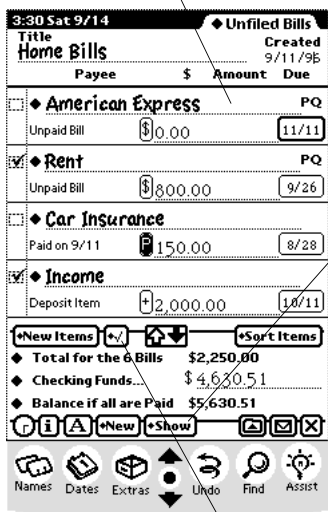 3:30 Sat 9/14 ◆Unfiled Bills
Title Created
Home Bills 9/11/96
Payee $ Amount Due
◆ American Express PQ
Unpaid Bill $ 0.00 11/11
◆ Rent PQ
Unpaid Bill $ 800.00 9/26
◆ Car Insurance
Paid on 9/11 P 150.00 8/28
◆ Income
Deposit Item + 2,000.00 10/11
◆New Items ◆√ ◆Sort Items
◆ Total for the 6 Bills $2,250.00
◆ Checking Funds... $ 4,630.51
◆ Balance if all are Paid $5,630.51
i A ◆New ◆Show X
Names Dates Extras Undo Find Assist